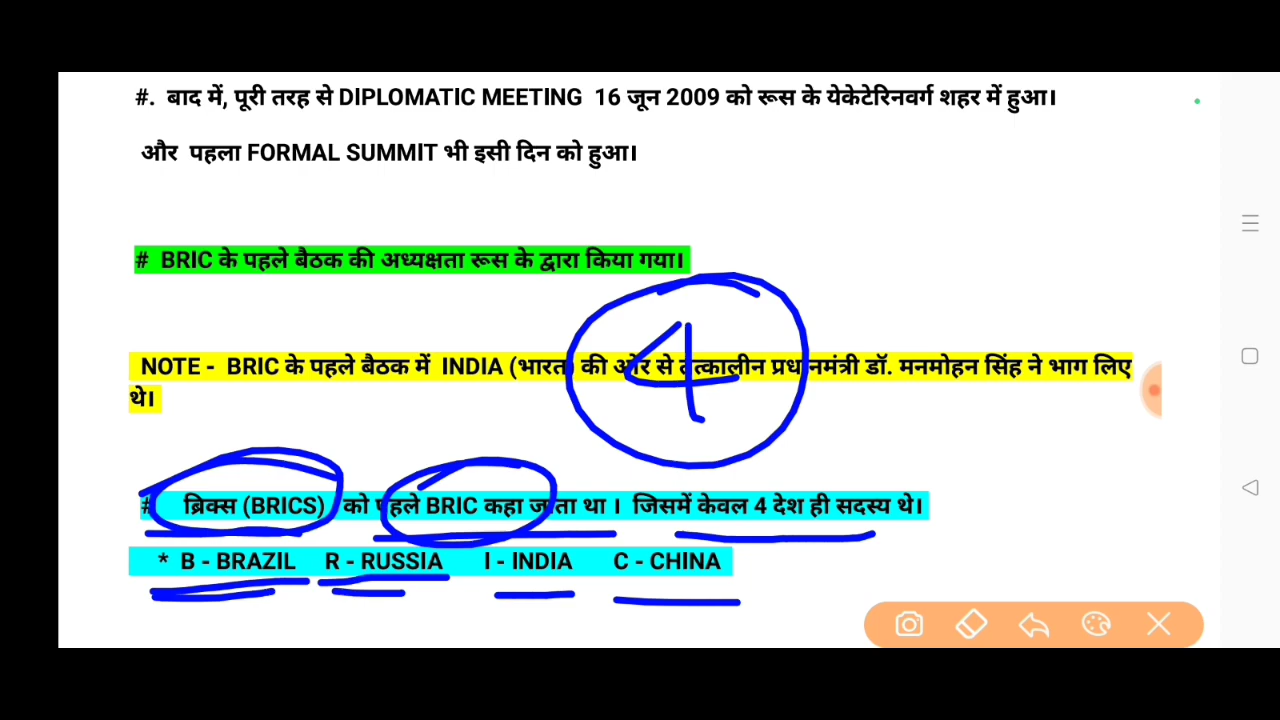 #. बाद में, पूरी तरह से DIPLOMATIC MEETING 16 जून 2009 को रूस के येकेटेरिनवर्ग शहर में हुआ।
और पहला FORMAL SUMMIT भी इसी दिन को हुआ।
# BRIC के पहले बैठक की अध्यक्षता रूस के द्वारा किया गया।
4
NOTE - BRIC के पहले बैठक में INDIA (भारत) की ओर से तत्कालीन प्रधानमंत्री डॉ. मनमोहन सिंह ने भाग लिए
थे।
# ब्रिक्स (BRICS) को पहले BRIC कहा जाता था । जिसमें केवल 4 देश ही सदस्य थे।
* B - BRAZIL R - RUSSIA I - INDIA C - CHINA